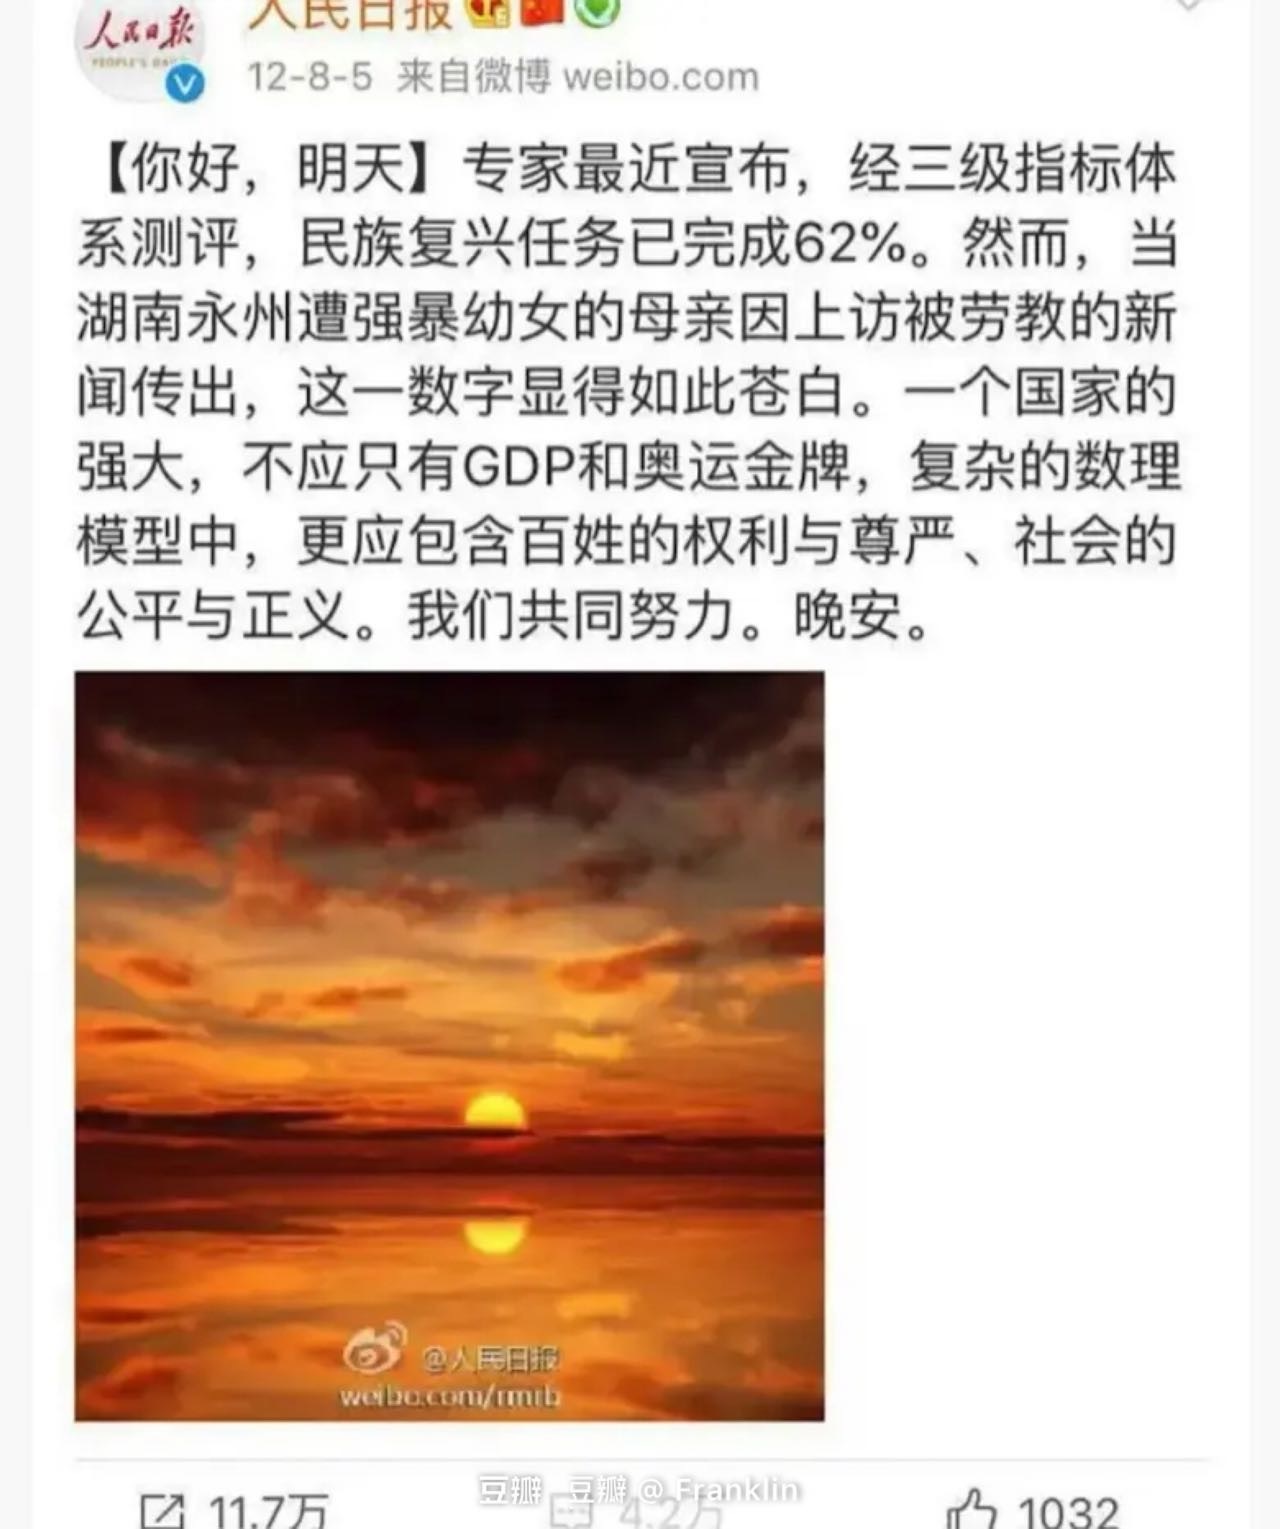 人民日报
人民日报
PEOPLE'S DAILY
12-8-5 来自微博 weibo.com
【你好，明天】专家最近宣布，经三级指标体
系测评，民族复兴任务已完成62%。然而，当
湖南永州遭强暴幼女的母亲因上访被劳教的新
闻传出，这一数字显得如此苍白。一个国家的
强大，不应只有GDP和奥运金牌，复杂的数理
模型中，更应包含百姓的权利与尊严、社会的
公平与正义。我们共同努力。晚安。
@人民日报
weibo.com/rmrb
11.7万
4.2万
1032
豆瓣 豆瓣 @ Franklin